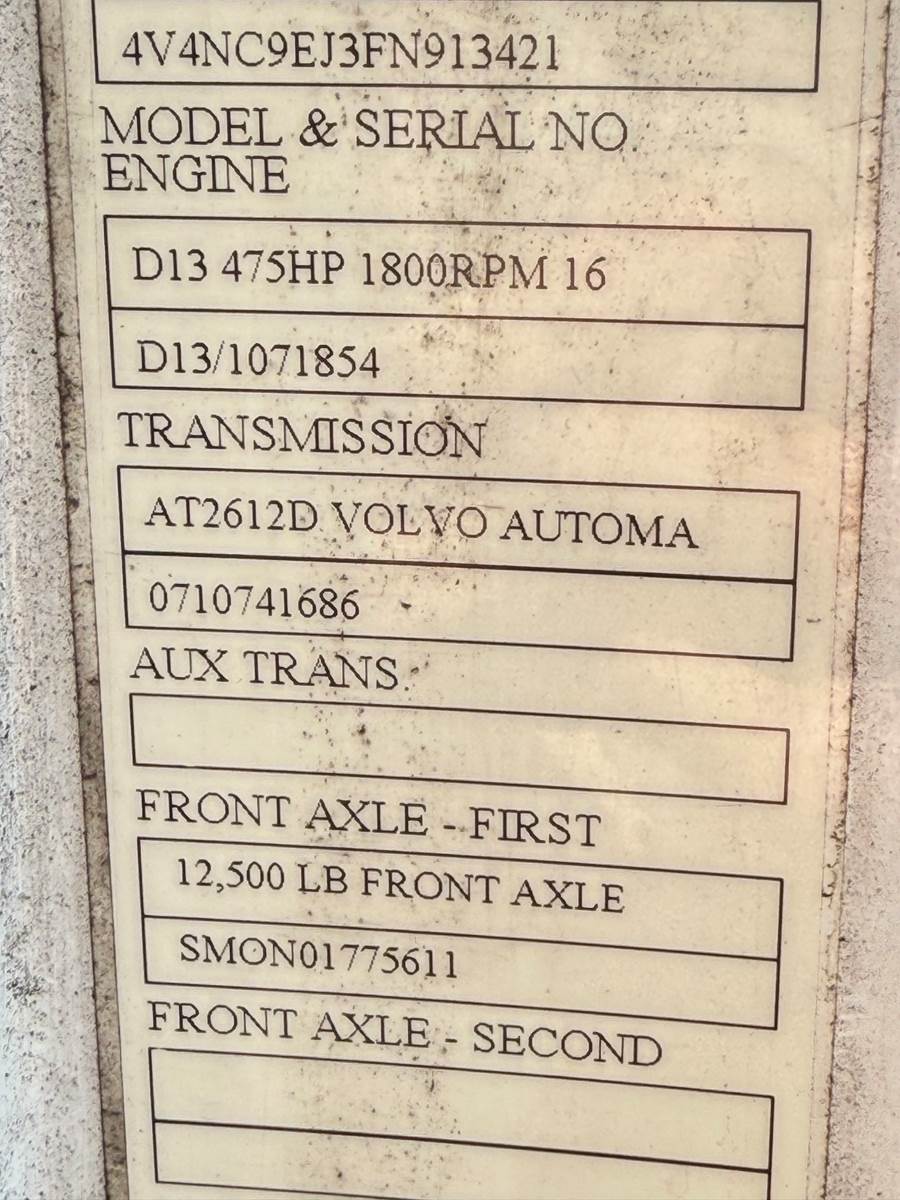 4V4NC9EJ3FN913421
MODEL & SERIAL NO.
ENGINE
D13 475HP 1800RPM 16
D13/1071854
TRANSMISSION
AT2612D VOLVO AUTOMA
0710741686
AUX TRANS.
FRONT AXLE - FIRST
12,500 LB FRONT AXLE
SMON01775611
FRONT AXLE - SECOND